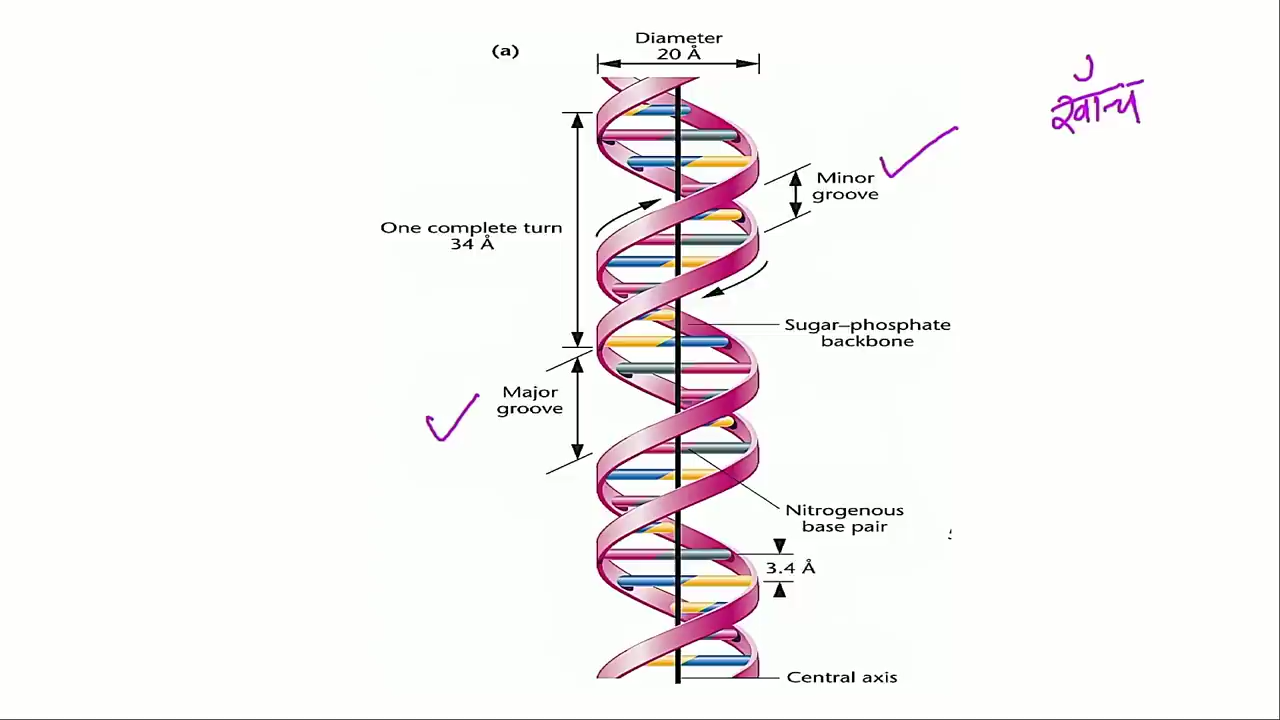 Diameter
20 Å
(a)
खाँच
Minor
groove
One complete turn
34 Å
Sugar–phosphate
backbone
Major
groove
Nitrogenous
base pair
3.4 Å
Central axis